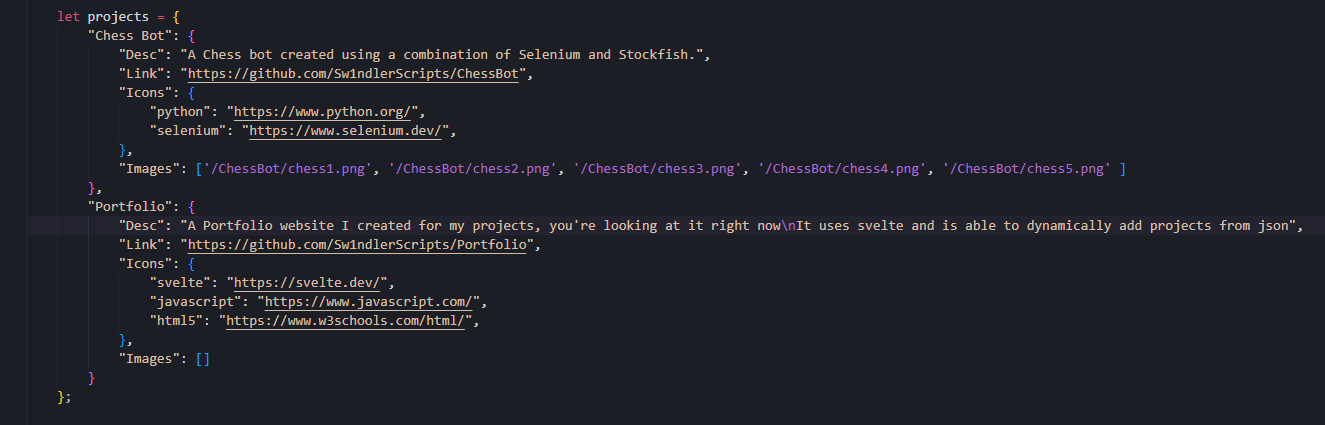 let projects = {
"Chess Bot": {
"Desc": "A Chess bot created using a combination of Selenium and Stockfish.",
"Link": "https://github.com/Sw1ndlerScripts/ChessBot",
"Icons": {
"python": "https://www.python.org/",
"selenium": "https://www.selenium.dev/",
},
"Images": ['/ChessBot/chess1.png', '/ChessBot/chess2.png', '/ChessBot/chess3.png', '/ChessBot/chess4.png', '/ChessBot/chess5.png' ]
},
"Portfolio": {
"Desc": "A Portfolio website I created for my projects, you're looking at it right now\nIt uses svelte and is able to dynamically add projects from json",
"Link": "https://github.com/Sw1ndlerScripts/Portfolio",
"Icons": {
"svelte": "https://svelte.dev/",
"javascript": "https://www.javascript.com/",
"html5": "https://www.w3schools.com/html/",
},
"Images": []
}
};